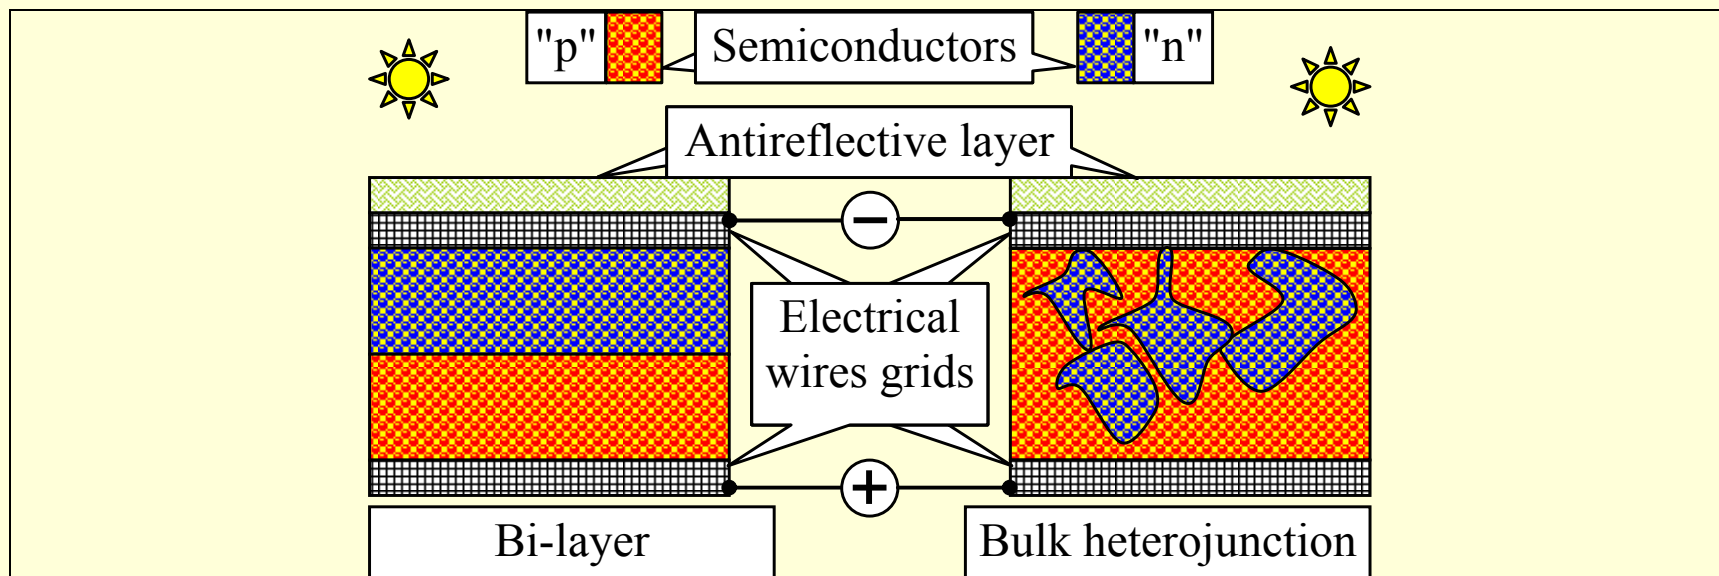 "p" Semiconductors "n"
Antireflective layer
−
Electrical
wires grids
+
Bi-layer
Bulk heterojunction